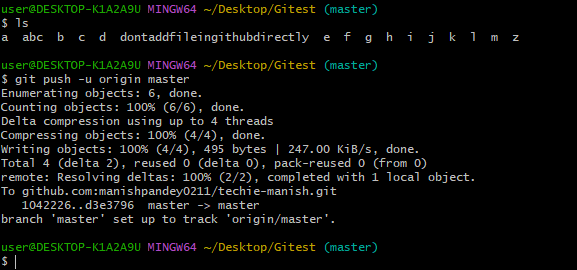 user@DESKTOP-K1A2A9U MINGW64 ~/Desktop/Gitest (master)
$ ls
a  abc  b  c  d  dontaddfileingithubdirectly  e  f  g  h  i  j  k  l  m  z
user@DESKTOP-K1A2A9U MINGW64 ~/Desktop/Gitest (master)
$ git push -u origin master
Enumerating objects: 6, done.
Counting objects: 100% (6/6), done.
Delta compression using up to 4 threads
Compressing objects: 100% (4/4), done.
Writing objects: 100% (4/4), 495 bytes | 247.00 KiB/s, done.
Total 4 (delta 2), reused 0 (delta 0), pack-reused 0 (from 0)
remote: Resolving deltas: 100% (2/2), completed with 1 local object.
To github.com:manishpandey0211/techie-manish.git
   1042226..d3e3796  master -> master
branch 'master' set up to track 'origin/master'.
user@DESKTOP-K1A2A9U MINGW64 ~/Desktop/Gitest (master)
$